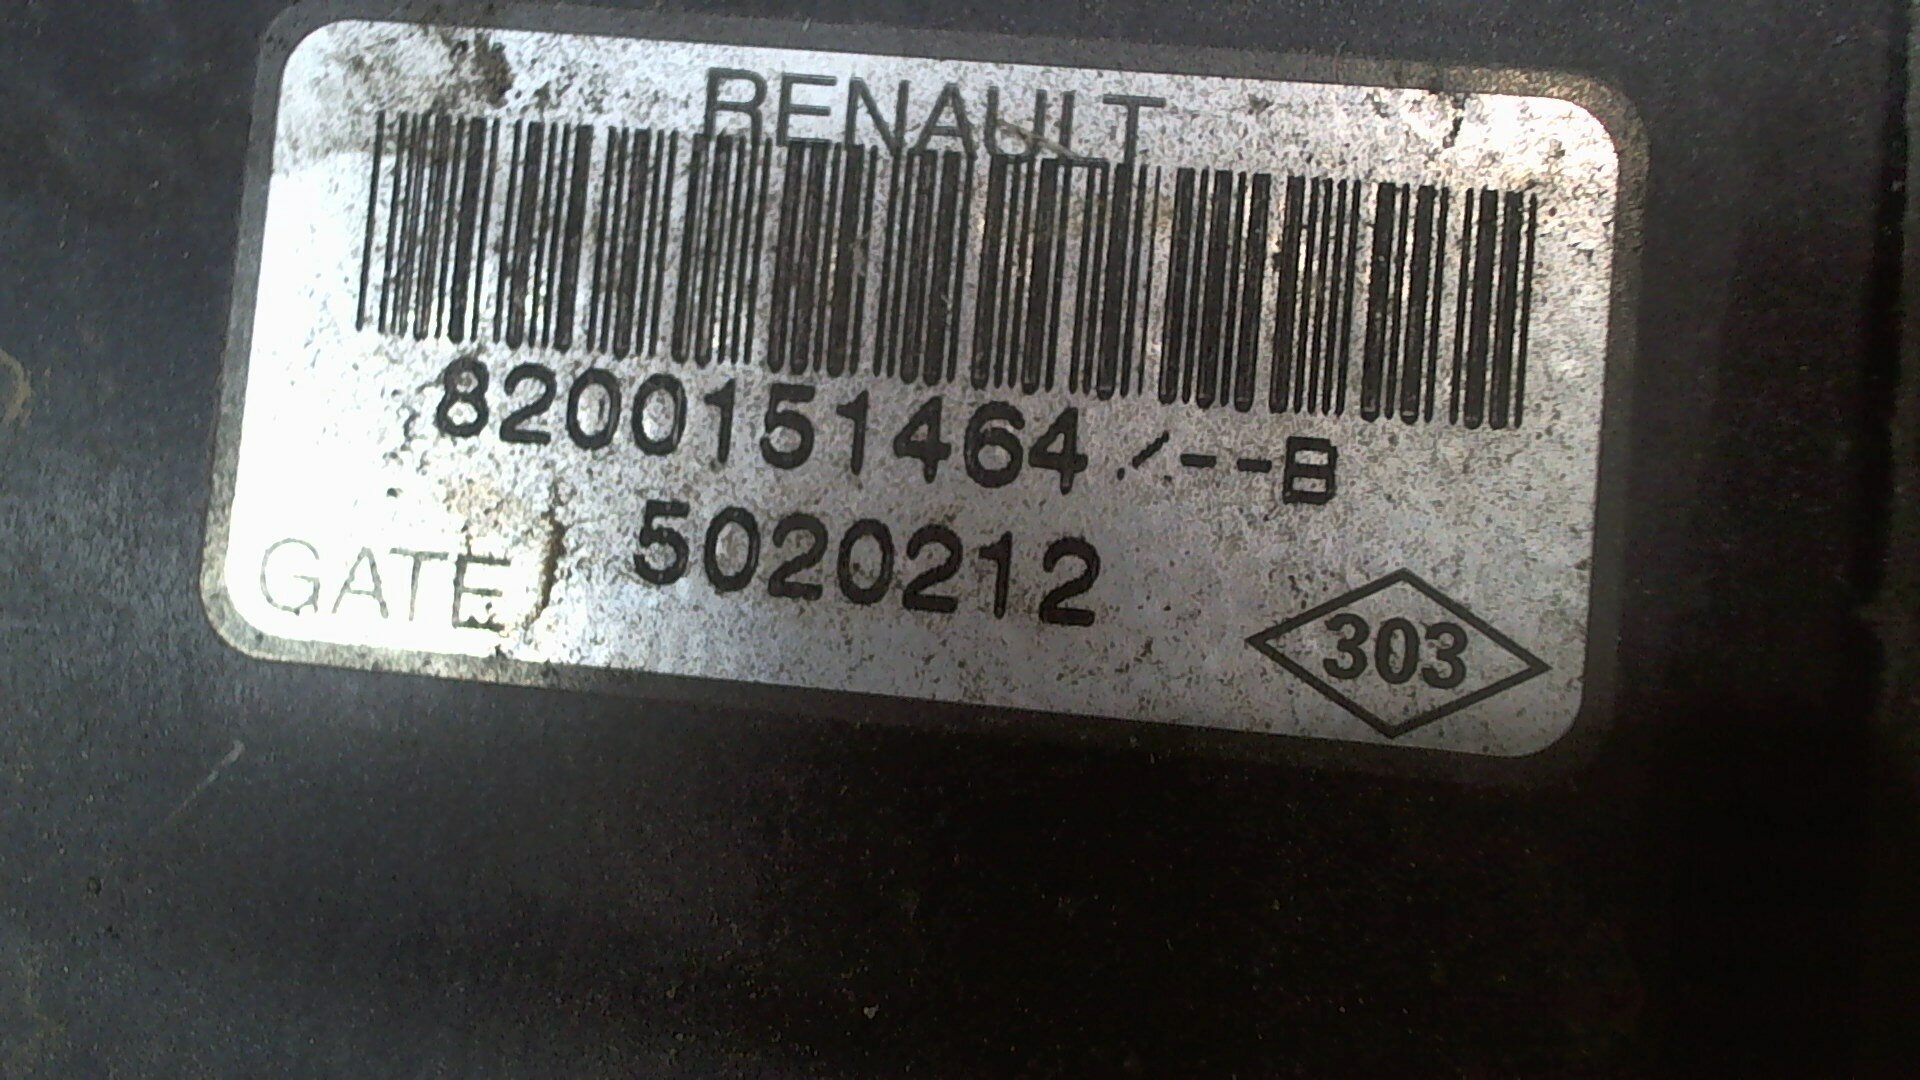 RENAULT
8200151464/--B
5020212
GATE
303